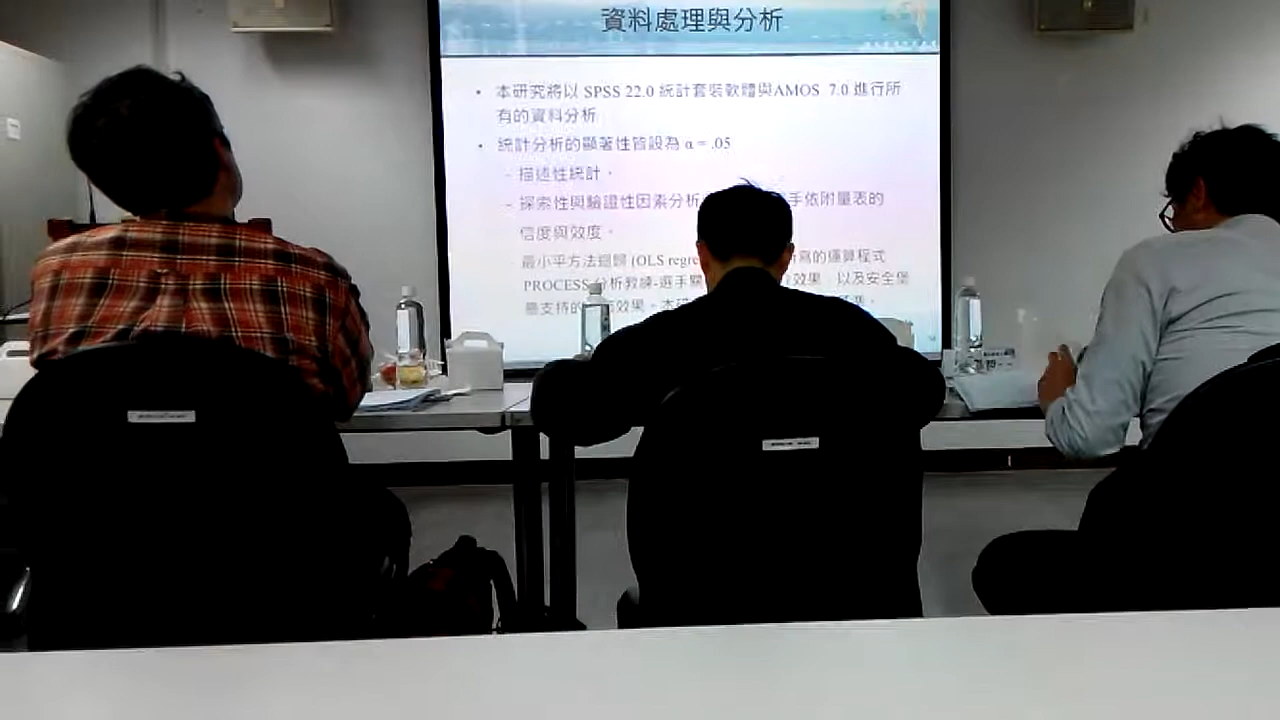 資料處理與分析
• 本研究將以 SPSS 22.0 統計套裝軟體與AMOS 7.0 進行所
有的資料分析
• 統計分析的顯著性皆設為 α = .05
– 描述性統計。
– 探索性與驗證性因素分析 手依附量表的
信度與效度。
最小平方法迴歸 (OLS regre 寫的運算程式
PROCESS 分析教練-選手關 效果，以及安全堡
壘支持的 效果。本研